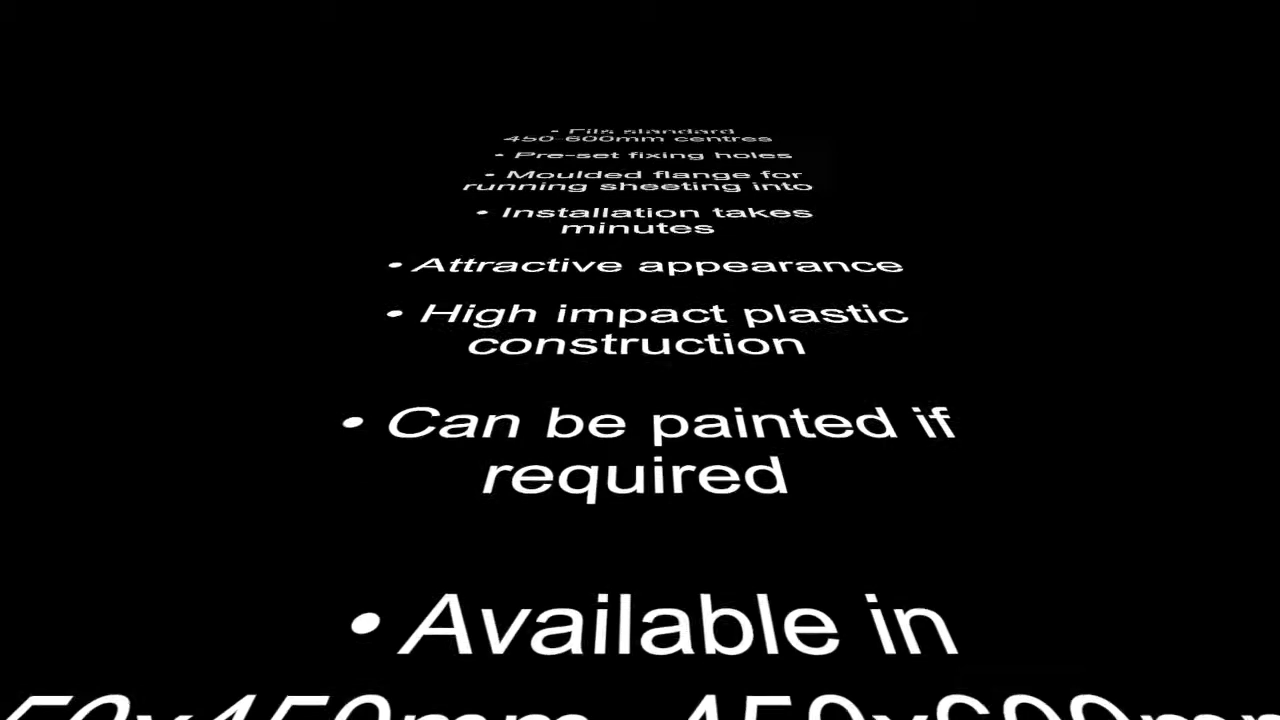 • Fits standard
450-600mm centres
• Pre-set fixing holes
• Moulded flange for
running sheeting into
• Installation takes
minutes
• Attractive appearance
• High impact plastic
construction
• Can be painted if
required
• Available in